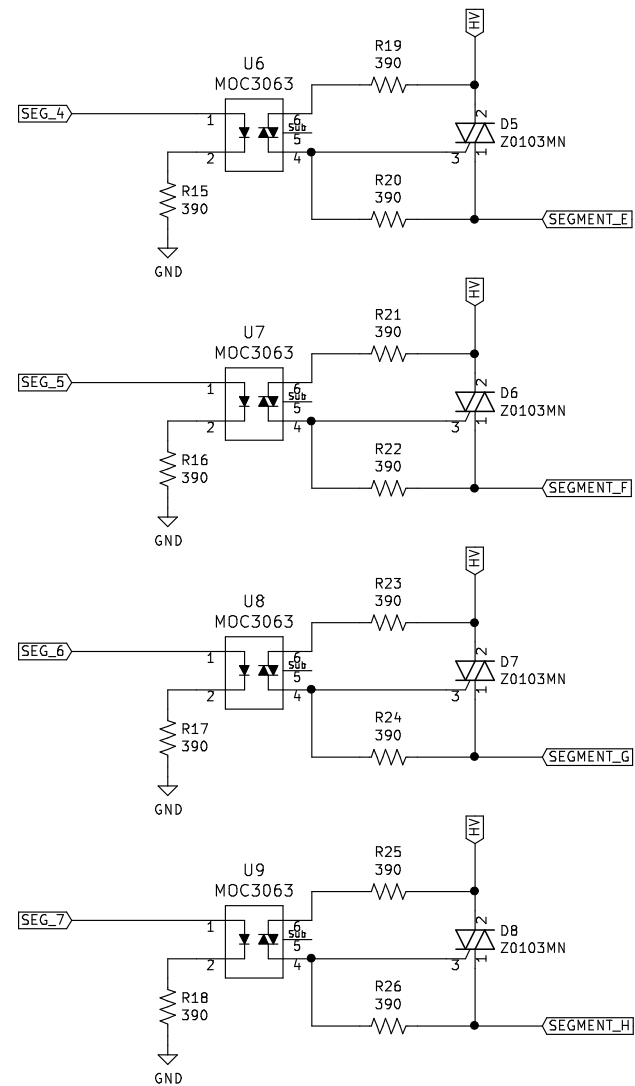 HV
R19
390
U6
MOC3063
SEG_4
1
6
Sub
5
2
4
2
D5
Z0103MN
1
3
R15
390
R20
390
SEGMENT_E
GND
HV
R21
390
U7
MOC3063
SEG_5
1
6
Sub
5
2
4
2
D6
Z0103MN
1
3
R16
390
R22
390
SEGMENT_F
GND
HV
R23
390
U8
MOC3063
SEG_6
1
6
Sub
5
2
4
2
D7
Z0103MN
1
3
R17
390
R24
390
SEGMENT_G
GND
HV
R25
390
U9
MOC3063
SEG_7
1
6
Sub
5
2
4
2
D8
Z0103MN
1
3
R18
390
R26
390
SEGMENT_H
GND